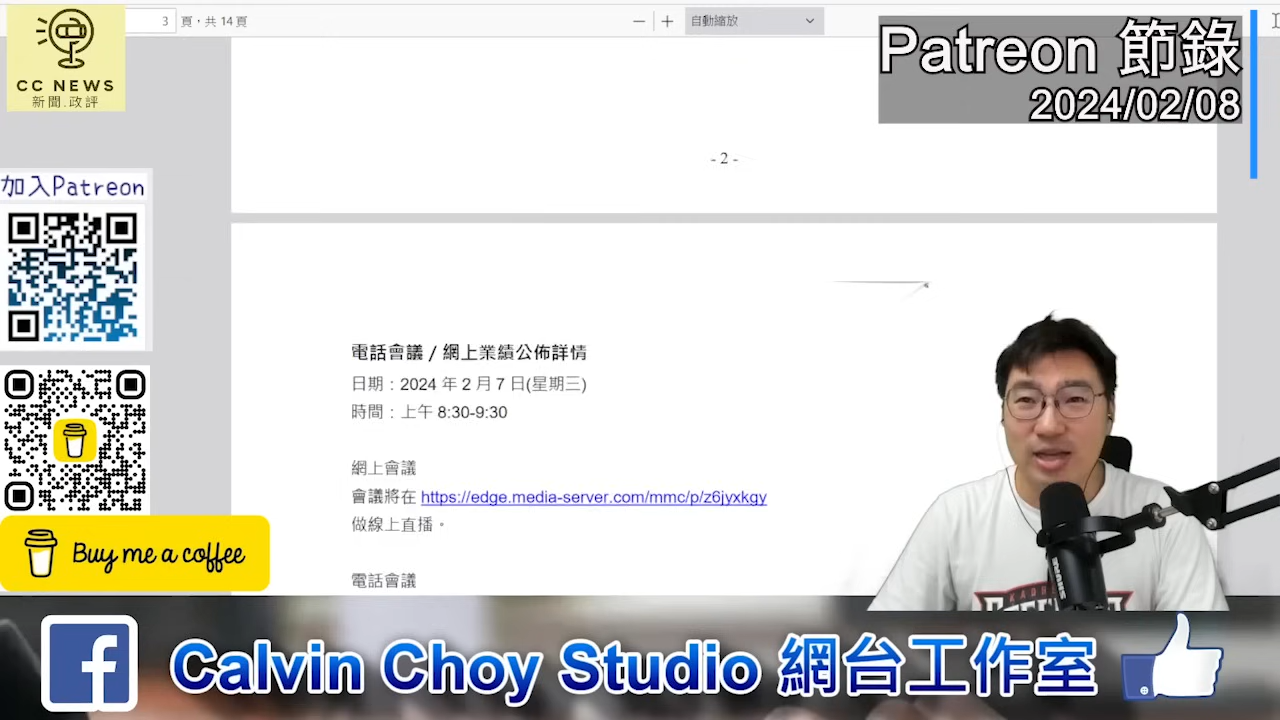 3 頁，共 14 頁
自動縮放
Patreon 節錄
2024/02/08
CC NEWS
新聞.政評
- 2 -
加入Patreon
電話會議 / 網上業績公佈詳情
日期：2024 年 2 月 7 日(星期三)
時間：上午 8:30-9:30
網上會議
會議將在 https://edge.media-server.com/mmc/p/z6jyxkgy
做線上直播。
電話會議
Buy me a coffee
Calvin Choy Studio 網台工作室